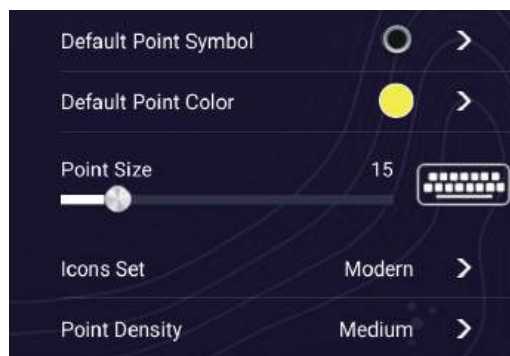 Default Point Symbol
Default Point Color
Point Size 15
Icons Set Modern
Point Density Medium